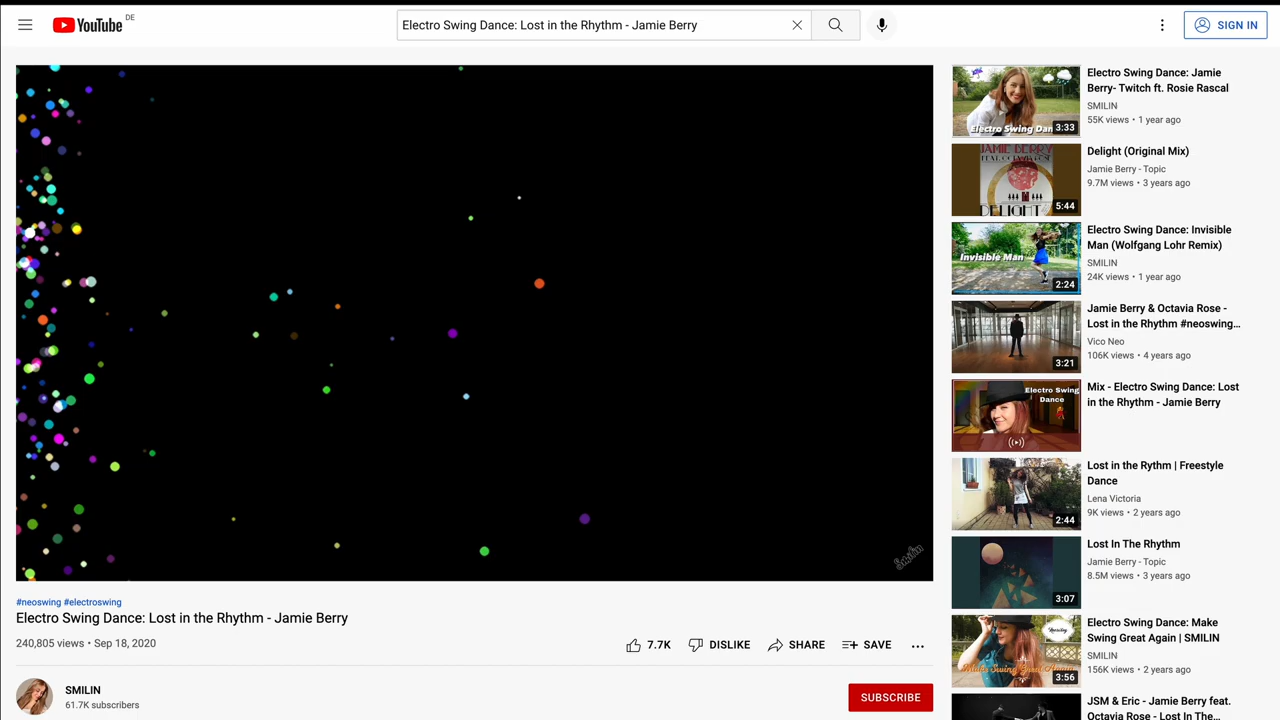 YouTube DE
Electro Swing Dance: Lost in the Rhythm - Jamie Berry
SIGN IN
Smilin
#neoswing #electroswing
Electro Swing Dance: Lost in the Rhythm - Jamie Berry
240,805 views • Sep 18, 2020
7.7K DISLIKE SHARE SAVE
SMILIN
61.7K subscribers
SUBSCRIBE
Electro Swing Dan
3:33
Electro Swing Dance: Jamie
Berry- Twitch ft. Rosie Rascal
SMILIN
55K views • 1 year ago
JAMIE BERRY
DELIGHT
5:44
Delight (Original Mix)
Jamie Berry - Topic
9.7M views • 3 years ago
Invisible Man
2:24
Electro Swing Dance: Invisible
Man (Wolfgang Lohr Remix)
SMILIN
24K views • 1 year ago
3:21
Jamie Berry & Octavia Rose -
Lost in the Rhythm #neoswing...
Vico Neo
106K views • 4 years ago
Electro Swing
Dance
Mix - Electro Swing Dance: Lost
in the Rhythm - Jamie Berry
2:44
Lost in the Rythm | Freestyle
Dance
Lena Victoria
9K views • 2 years ago
3:07
Lost In The Rhythm
Jamie Berry - Topic
8.5M views • 3 years ago
3:56
Electro Swing Dance: Make
Swing Great Again | SMILIN
SMILIN
156K views • 2 years ago
JSM & Eric - Jamie Berry feat.
Octavia Rose - Lost In The...